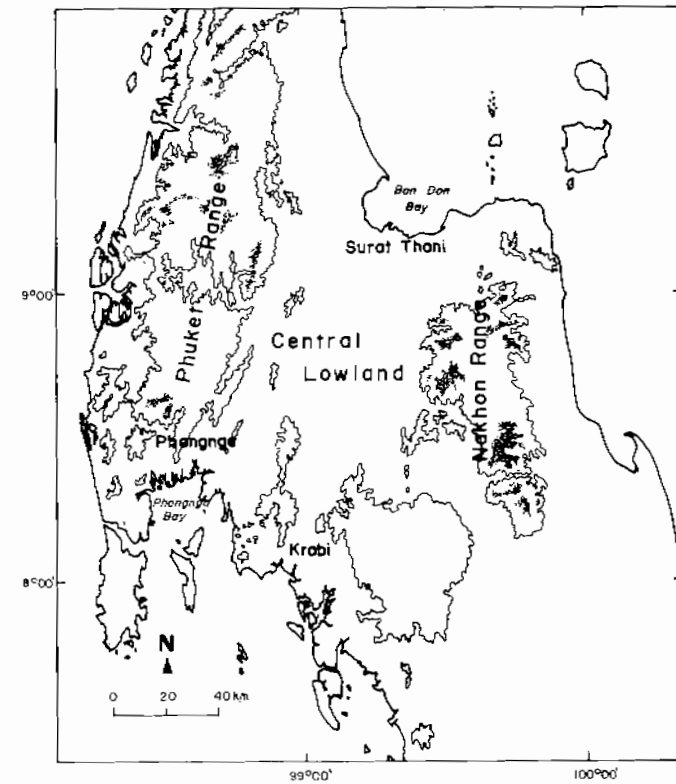 Ban Don
Bay
Surat Thani
Range
9°00'
Phuket
Central
Lowland
Nakhon Range
Phangnga
Phangnga
Bay
Krabi
8°00'
N
0 20 40 km.
99°00'
100°00'